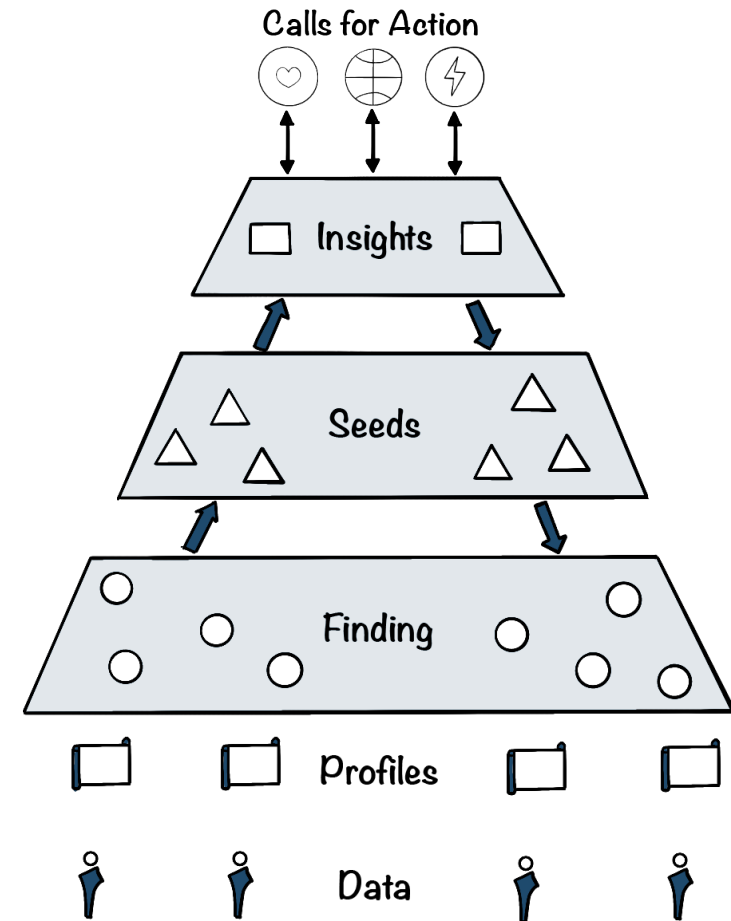 Calls for Action
Insights
Seeds
Finding
Profiles
Data